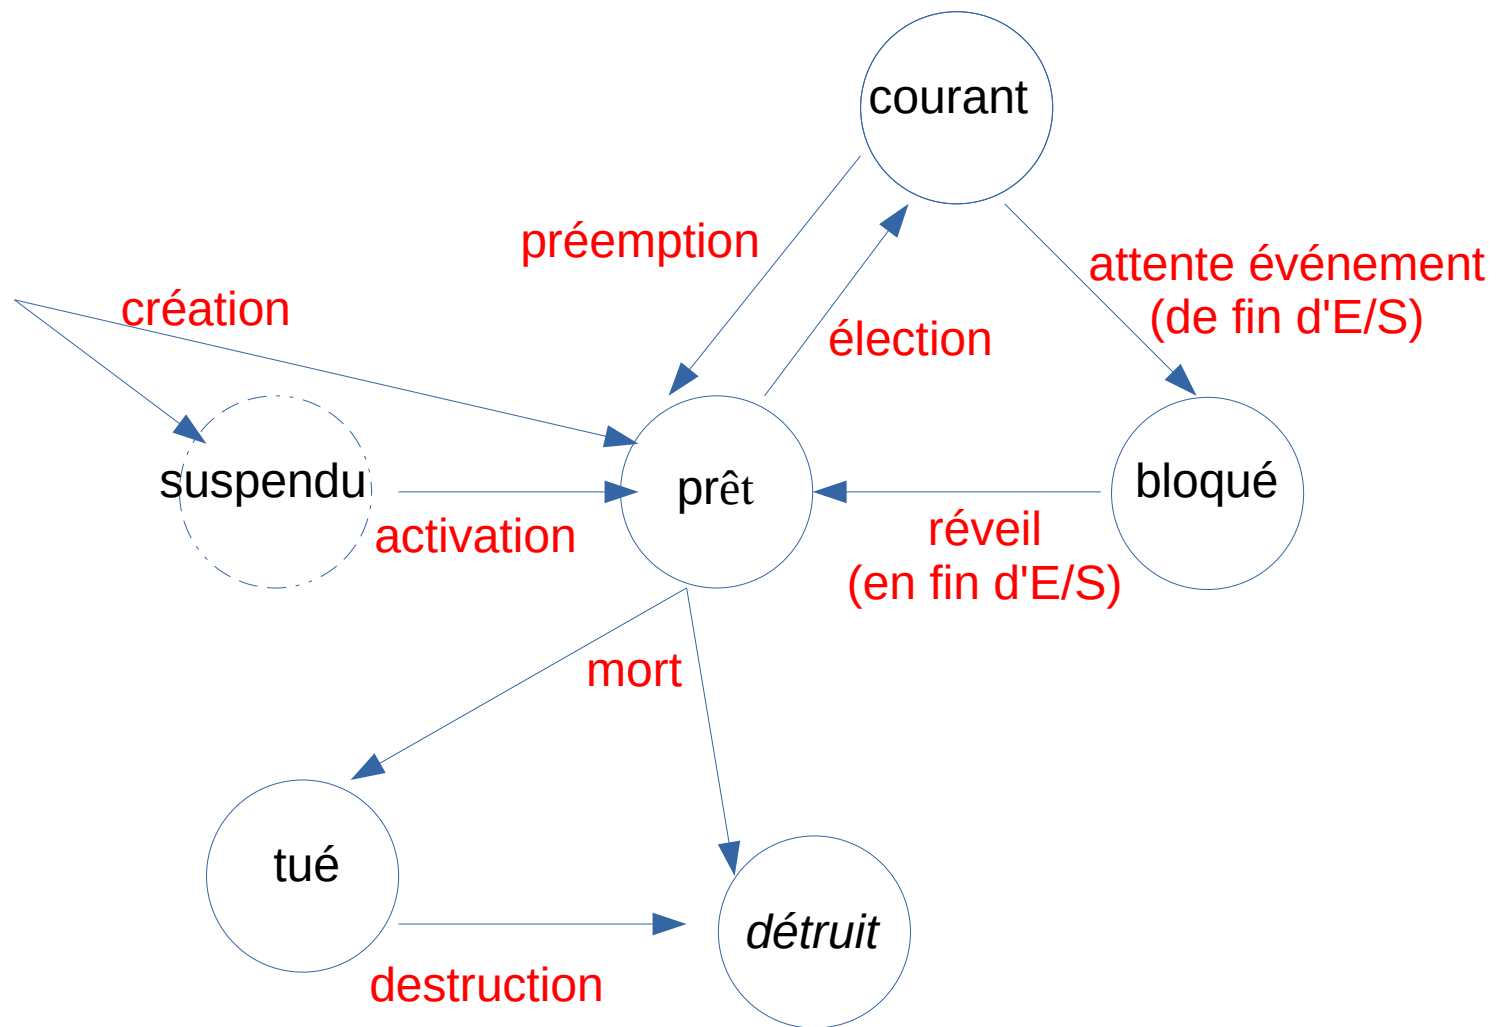 courant
préemption
attente événement
(de fin d'E/S)
création
élection
suspendu
prêt
bloqué
activation
réveil
(en fin d'E/S)
mort
tué
détruit
destruction